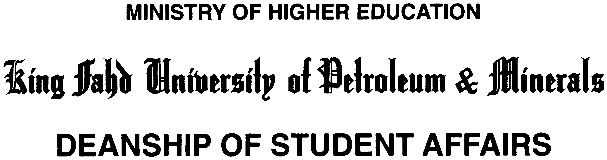 MINISTRY OF HIGHER EDUCATION
King Fahd University of Petroleum & Minerals
DEANSHIP OF STUDENT AFFAIRS